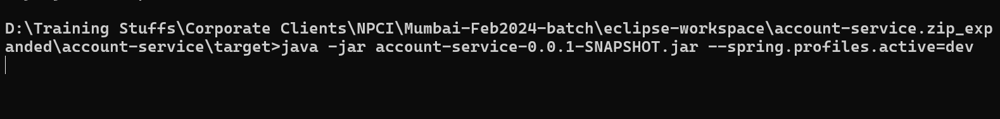 D:\Training Stuffs\Corporate Clients\NPCI\Mumbai-Feb2024-batch\eclipse-workspace\account-service.zip_exp
anded\account-service\target>java -jar account-service-0.0.1-SNAPSHOT.jar --spring.profiles.active=dev